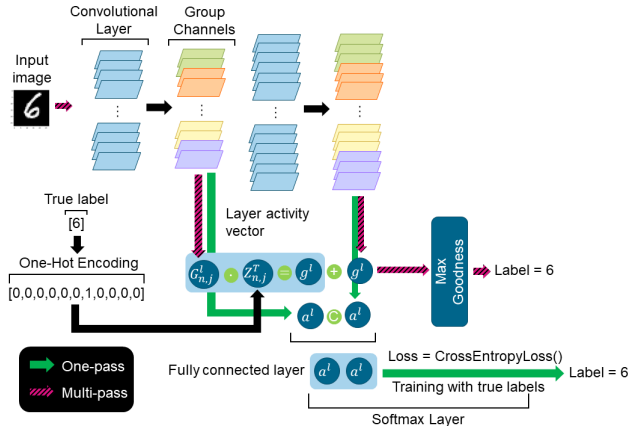 Convolutional
Layer
Group
Channels
Input
image
6
...
...
...
...
True label
[6]
One-Hot Encoding
[0,0,0,0,0,0,1,0,0,0,0]
Layer activity
vector
G^l_{n,j} · Z^T_{n,j} = g^l + g^l
Max
Goodness
Label = 6
a^l C a^l
One-pass
Multi-pass
Fully connected layer
a^l a^l
Loss = CrossEntropyLoss()
Training with true labels
Label = 6
Softmax Layer